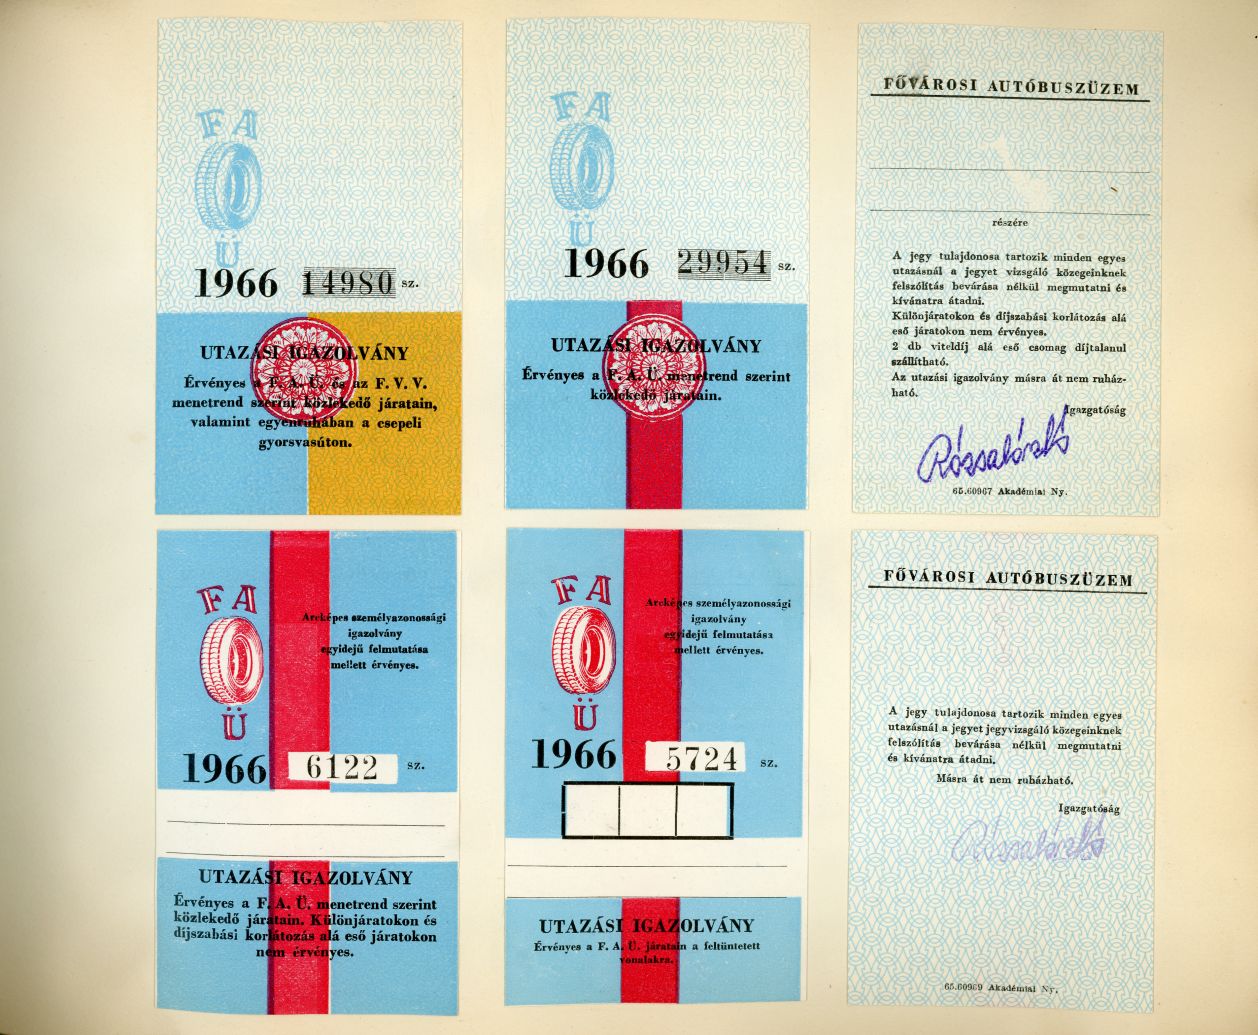 F A
Ü
1966 14980 sz.
UTAZÁSI IGAZOLVÁNY
Érvényes a F. A. Ü. és az F. V. V.
menetrend szerint közlekedő járatain,
valamint egyenruhában a csepeli
gyorsvasúton.
F A
Ü
1966 29954 sz.
UTAZÁSI IGAZOLVÁNY
Érvényes a F. A. Ü. menetrend szerint
közlekedő járatain.
FŐVÁROSI AUTÓBUSZÜZEM
részére
A jegy tulajdonosa tartozik minden egyes
utazásnál a jegyet vizsgáló közegeinknek
felszólítás bevárása nélkül megmutatni és
kívánatra átadni.
Különjáratokon és díjszabási korlátozás alá
eső járatokon nem érvényes.
2 db viteldíj alá eső csomag díjtalanul
szállítható.
Az utazási igazolvány másra át nem ruház-
ható.
Igazgatóság
Rózsa László
65.60967 Akadémiai Ny.
F A
Ü
Arcképes személyazonossági
igazolvány
egyidejű felmutatása
mellett érvényes.
1966 6122 sz.
UTAZÁSI IGAZOLVÁNY
Érvényes a F. A. Ü. menetrend szerint
közlekedő járatain. Különjáratokon és
díjszabási korlátozás alá eső járatokon
nem érvényes.
F A
Ü
Arcképes személyazonossági
igazolvány
egyidejű felmutatása
mellett érvényes.
1966 5724 sz.
UTAZÁSI IGAZOLVÁNY
Érvényes a F. A. Ü. járatain a feltüntetett
vonalakra.
FŐVÁROSI AUTÓBUSZÜZEM
A jegy tulajdonosa tartozik minden egyes
utazásnál a jegyet jegyvizsgáló közegeinknek
felszólítás bevárása nélkül megmutatni
és kívánatra átadni.
Másra át nem ruházható.
Igazgatóság
Rózsa László
65.60969 Akadémiai Ny.